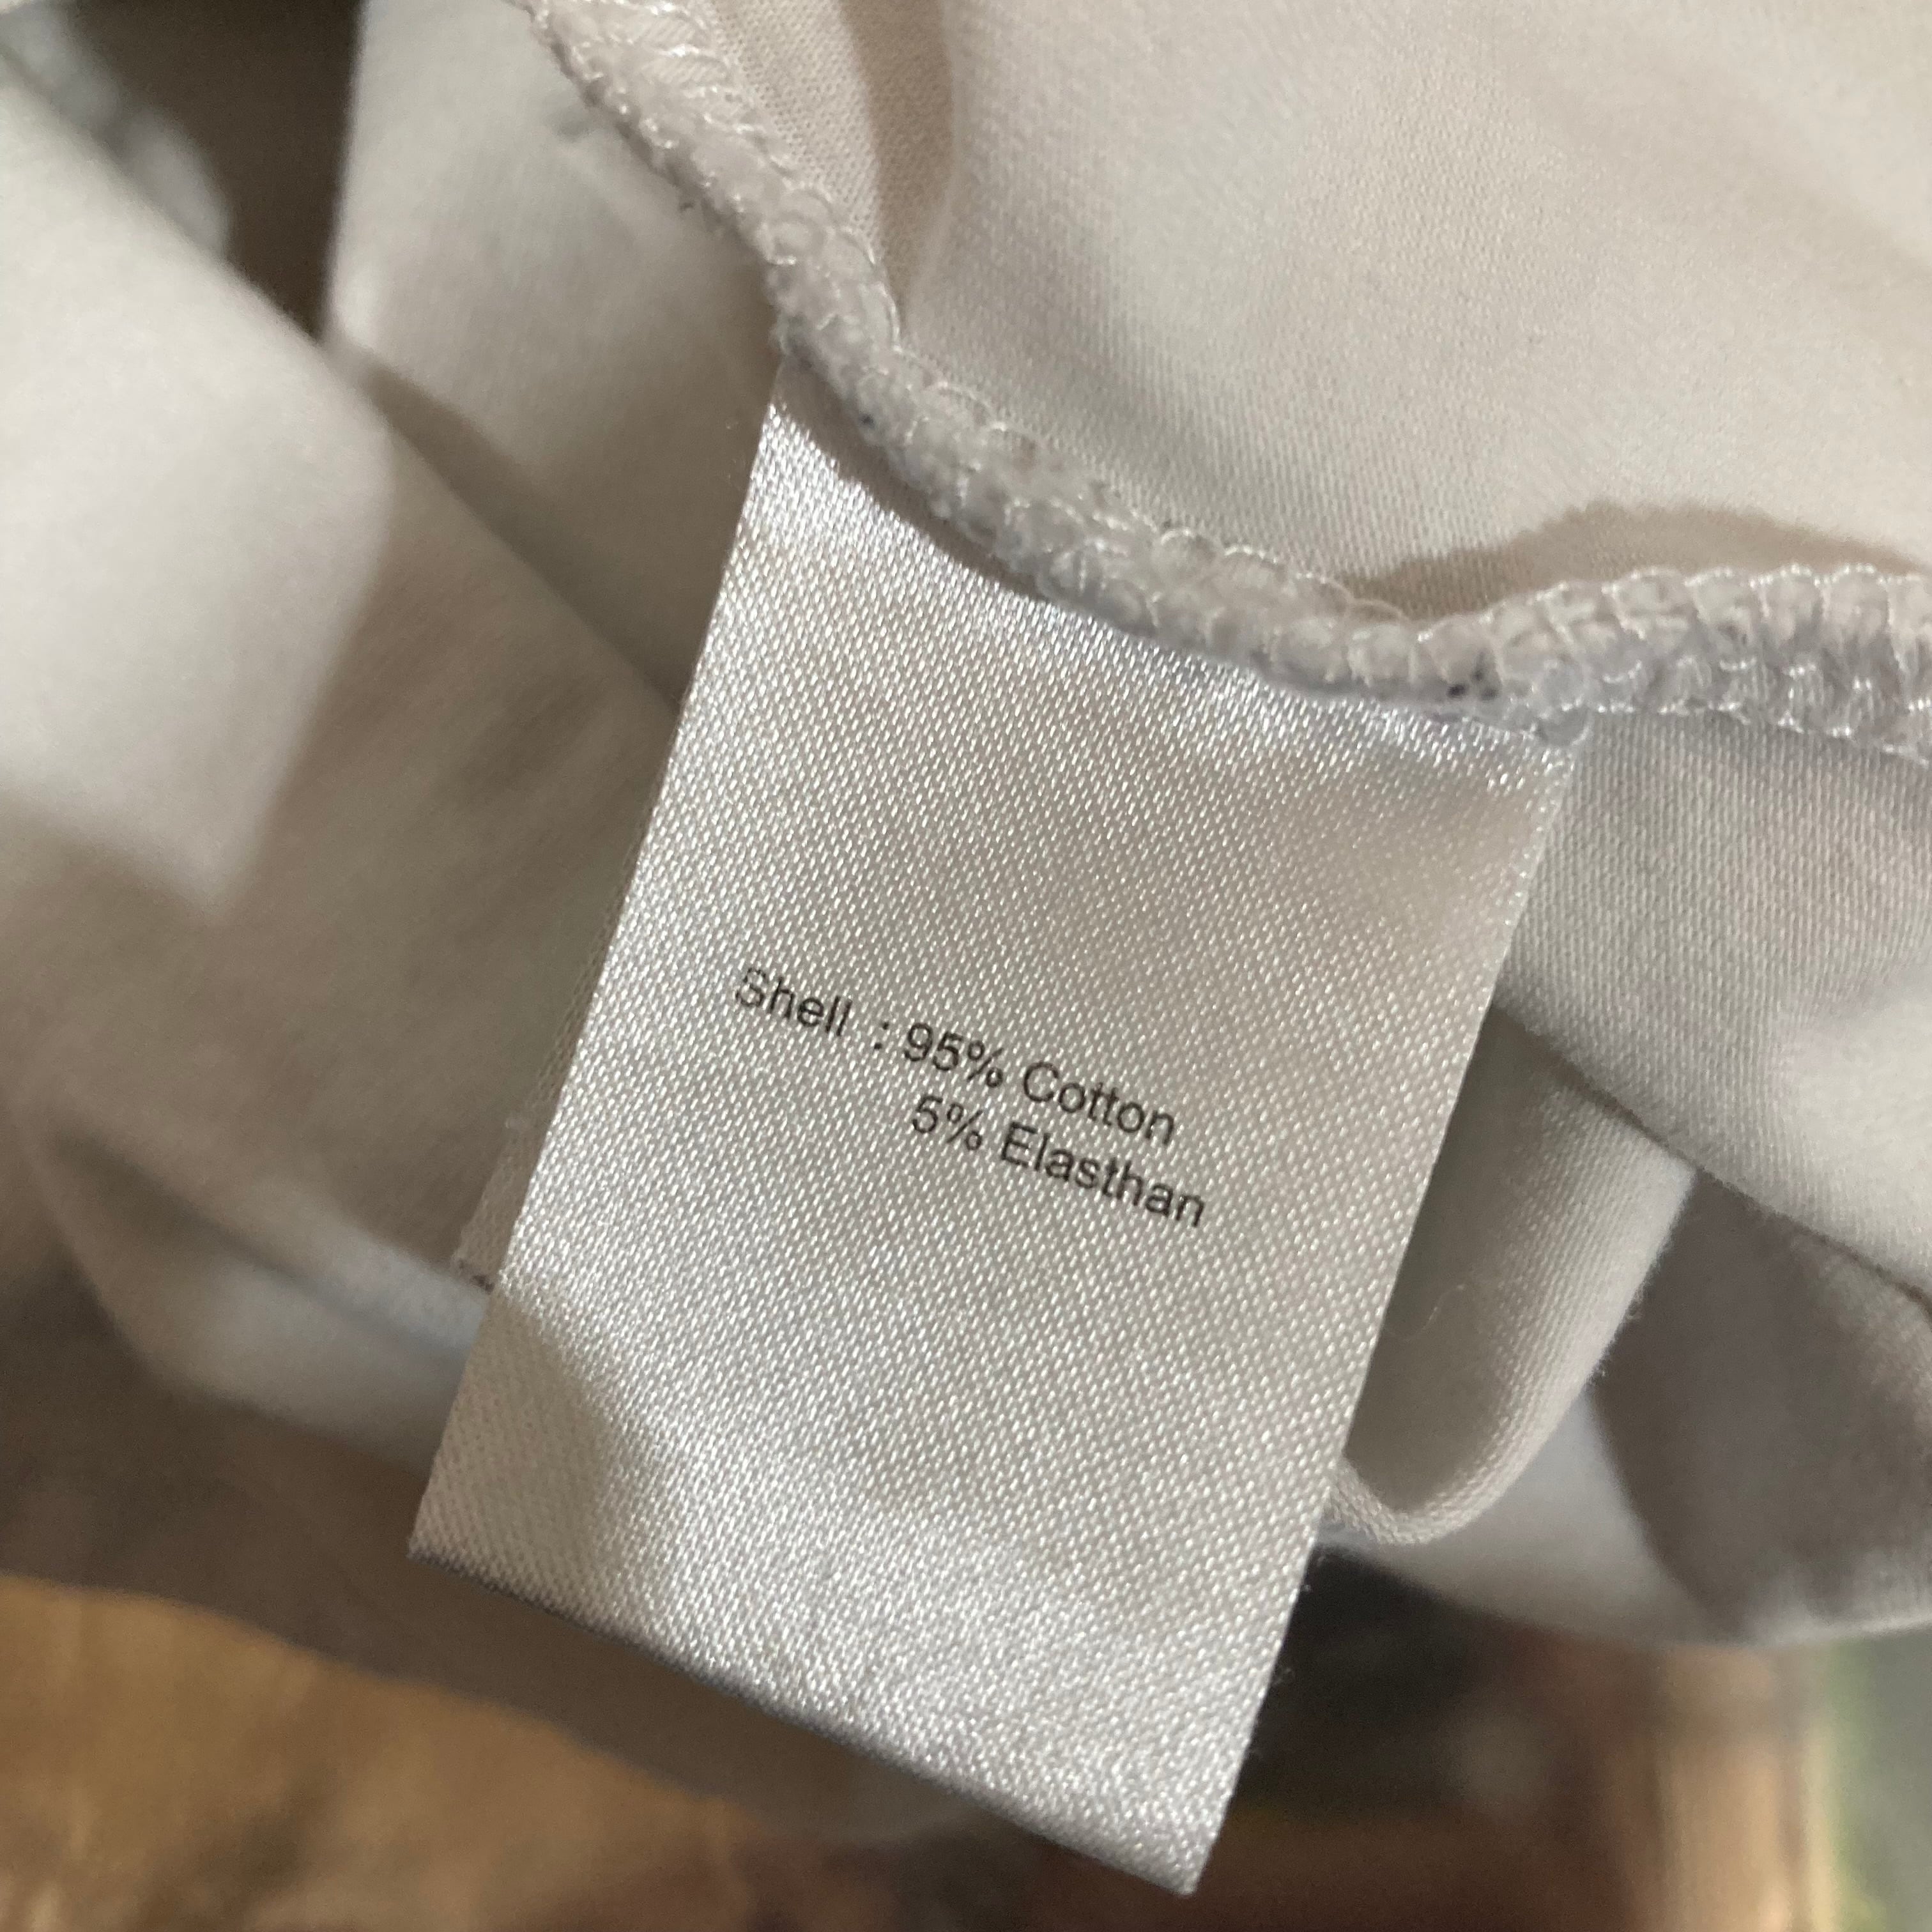 Shell : 95% Cotton
5% Elasthan